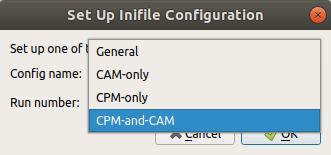 Set Up Inifile Configuration
Set up one of
Config name:
General
CAM-only
Run number:
CPM-only
CPM-and-CAM
Cancel
OK